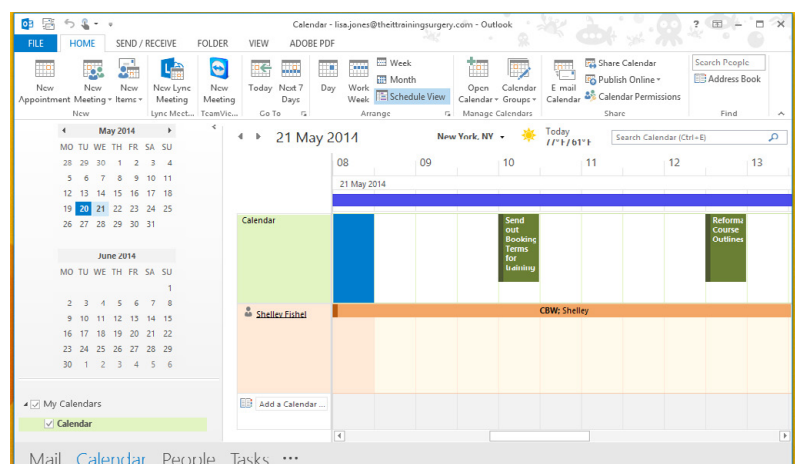 Calendar - lisa.jones@theittrainingsurgery.com - Outlook
FILE HOME SEND / RECEIVE FOLDER VIEW ADOBE PDF
New Appointment
New Meeting
New Items
New Lync Meeting
New Meeting
Today
Next 7 Days
Day
Work Week
Week
Month
Schedule View
Open Calendar
Calendar Groups
E-mail Calendar
Share Calendar
Publish Online
Calendar Permissions
Search People
Address Book
New Lync Meet... TeamVie... Go To Arrange Manage Calendars Share Find
May 2014
MO TU WE TH FR SA SU
28 29 30 1 2 3 4
5 6 7 8 9 10 11
12 13 14 15 16 17 18
19 20 21 22 23 24 25
26 27 28 29 30 31
June 2014
MO TU WE TH FR SA SU
1
2 3 4 5 6 7 8
9 10 11 12 13 14 15
16 17 18 19 20 21 22
23 24 25 26 27 28 29
30 1 2 3 4 5 6
My Calendars
Calendar
21 May 2014
New York, NY
Today
77°F/61°F
Search Calendar (Ctrl+E)
08 09 10 11 12 13
21 May 2014
Calendar
Send
out
Booking
Terms
for
training
Reforma
Course
Outlines
Shelley Fishel
CBW; Shelley
Add a Calendar ...
Mail Calendar People Tasks ...